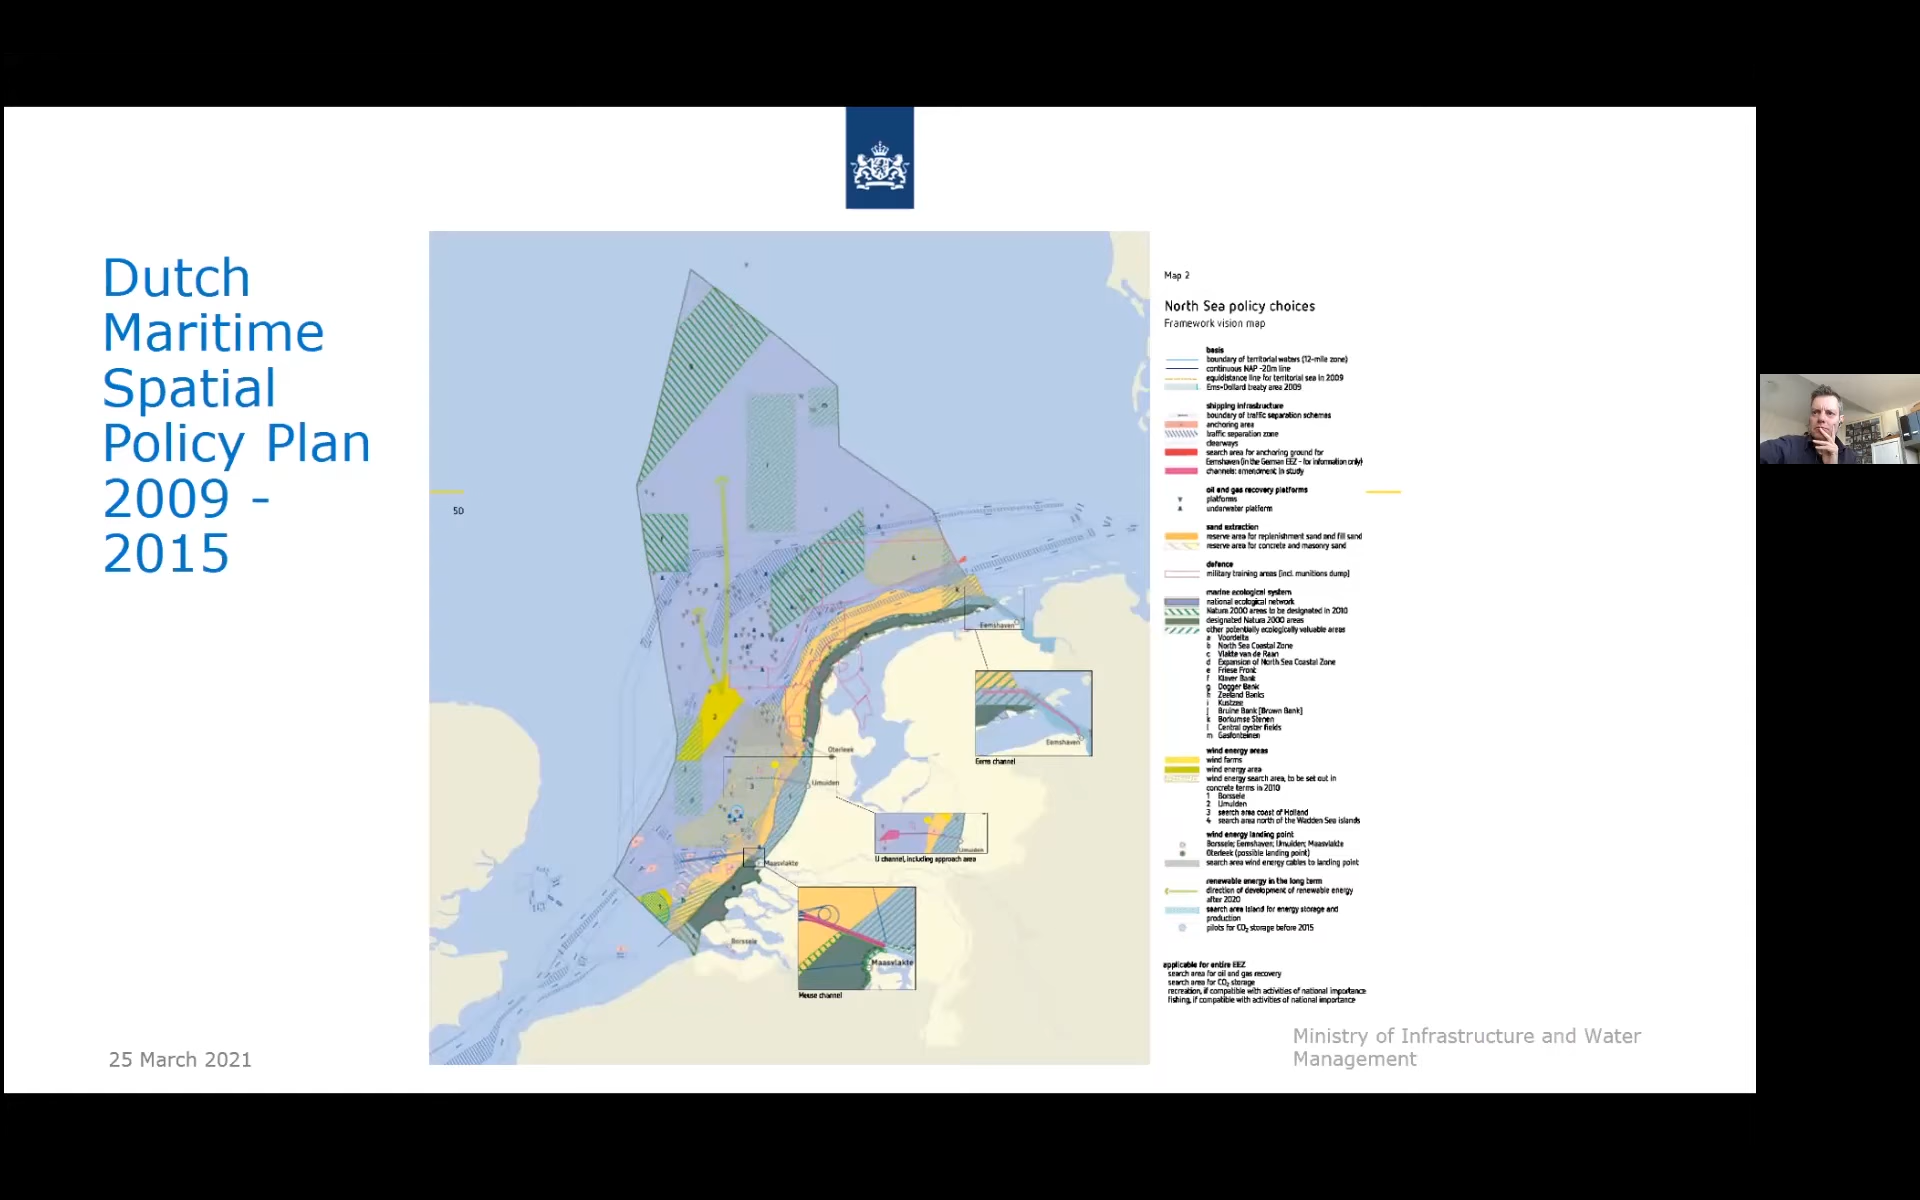 Dutch
Maritime
Spatial
Policy Plan
2009 -
2015
25 March 2021
50
Eemshaven
Eemshaven
Eems channel
Oterleek
IJmuiden
IJmuiden
IJ channel, including approach area
Maasvlakte
Maasvlakte
Meuse channel
Borssele
1
2
3
4
Map 2
North Sea policy choices
Framework vision map
basis
boundary of territorial waters (12-mile zone)
continuous NAP -20m line
equidistance line for territorial sea in 2009
Ems-Dollard treaty area 2009
shipping infrastructure
boundary of traffic separation schemes
anchoring area
traffic separation zone
clearways
search area for anchoring ground for
Eemshaven (in the German EEZ - for information only)
channels: amendment in study
oil and gas recovery platforms
platforms
underwater platform
sand extraction
reserve area for replenishment sand and fill sand
reserve area for concrete and masonry sand
defence
military training areas (incl. munitions dump)
marine ecological system
national ecological network
Natura 2000 areas to be designated in 2010
designated Natura 2000 areas
other potentially ecologically valuable areas
a Voordelta
b North Sea Coastal Zone
c Vlakte van de Raan
d Expansion of North Sea Coastal Zone
e Friese Front
f Klaver Bank
g Dogger Bank
h Zeeland Banks
i Kustzee
j Bruine Bank (Brown Bank)
k Borkumse Stenen
l Central oyster fields
m Gasfonteinen
wind energy areas
wind farms
wind energy area
wind energy search area, to be set out in
concrete terms in 2010
1 Borssele
2 IJmuiden
3 search area coast of Holland
4 search area north of the Wadden Sea islands
wind energy landing point
Borssele; Eemshaven; IJmuiden; Maasvlakte
Oterleek (possible landing point)
search area wind energy cables to landing point
renewable energy in the long term
direction of development of renewable energy
after 2020
search area island for energy storage and
production
pilots for CO₂ storage before 2015
applicable for entire EEZ
search area for oil and gas recovery
search area for CO₂ storage
recreation, if compatible with activities of national importance
fishing, if compatible with activities of national importance
Ministry of Infrastructure and Water
Management